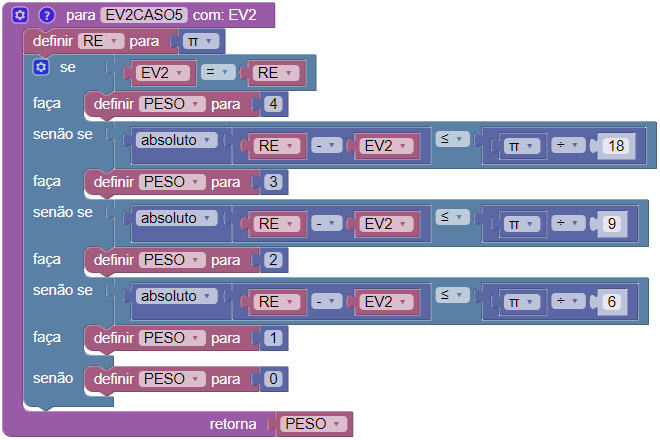 ? para EV2CASO5 com: EV2
definir RE para π
se EV2 = RE
faça definir PESO para 4
senão se absoluto RE - EV2 ≤ π ÷ 18
faça definir PESO para 3
senão se absoluto RE - EV2 ≤ π ÷ 9
faça definir PESO para 2
senão se absoluto RE - EV2 ≤ π ÷ 6
faça definir PESO para 1
senão definir PESO para 0
retorna PESO